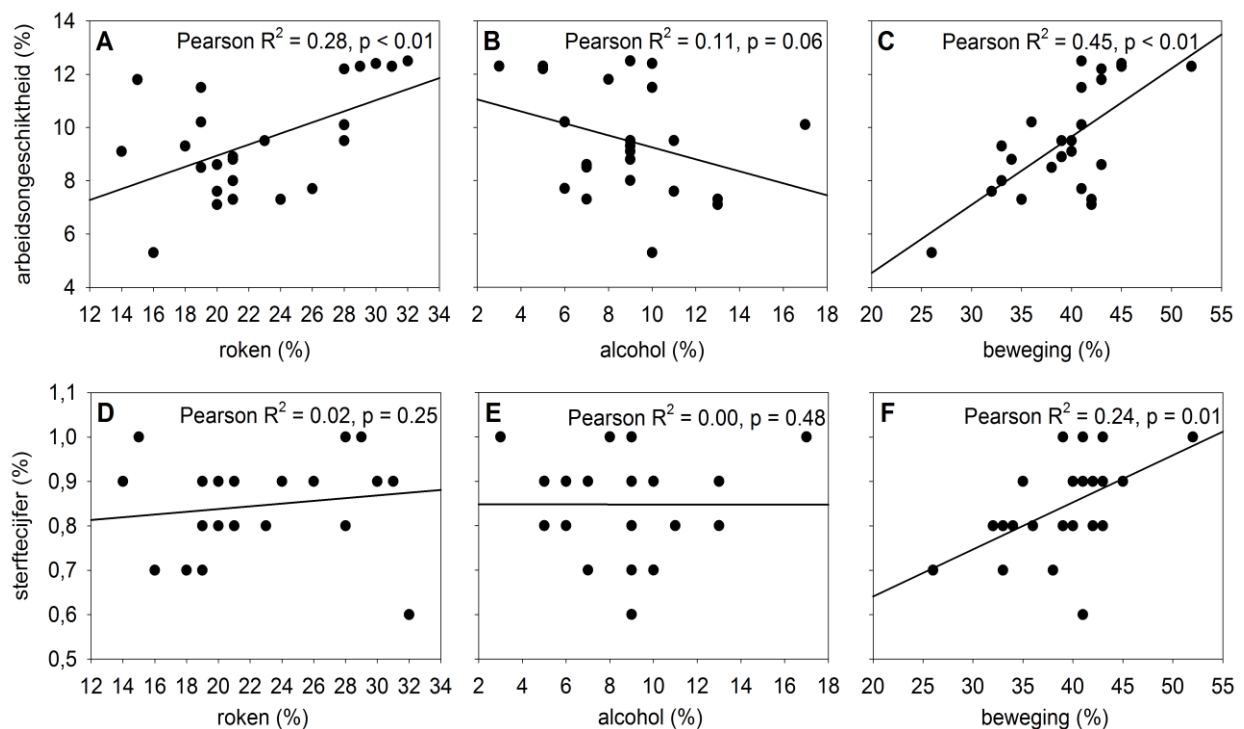 A Pearson R² = 0.28, p < 0.01
B Pearson R² = 0.11, p = 0.06
C Pearson R² = 0.45, p < 0.01
arbeidsongeschiktheid (%)
14
12
10
8
6
4
12 14 16 18 20 22 24 26 28 30 32 34
2 4 6 8 10 12 14 16 18
20 25 30 35 40 45 50 55
roken (%)
alcohol (%)
beweging (%)
D Pearson R² = 0.02, p = 0.25
E Pearson R² = 0.00, p = 0.48
F Pearson R² = 0.24, p = 0.01
sterftecijfer (%)
1,1
1,0
0,9
0,8
0,7
0,6
0,5
12 14 16 18 20 22 24 26 28 30 32 34
2 4 6 8 10 12 14 16 18
20 25 30 35 40 45 50 55
roken (%)
alcohol (%)
beweging (%)